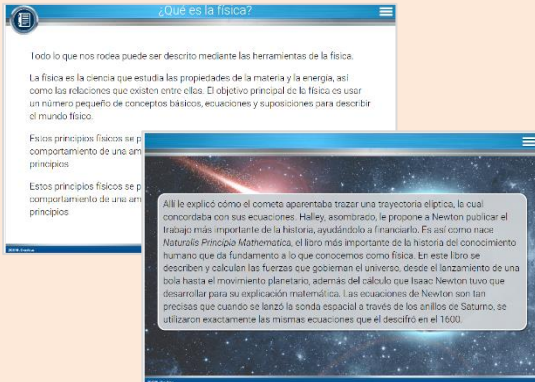 ¿Qué es la física?
Todo lo que nos rodea puede ser descrito mediante las herramientas de la física.
La física es la ciencia que estudia las propiedades de la materia y la energía, así
como las relaciones que existen entre ellas. El objetivo principal de la física es usar
un número pequeño de conceptos básicos, ecuaciones y suposiciones para describir
el mundo físico.
Estos principios físicos se p
comportamiento de una am
principios
Estos principios físicos se p
comportamiento de una am
principios
Allí le explicó cómo el cometa aparentaba trazar una trayectoria elíptica, la cual
concordaba con sus ecuaciones. Halley, asombrado, le propone a Newton publicar el
trabajo más importante de la historia, ayudándolo a financiarlo. Es así como nace
Naturalis Principia Mathematica, el libro más importante de la historia del conocimiento
humano que da fundamento a lo que conocemos como física. En este libro se
describen y calculan las fuerzas que gobiernan el universo, desde el lanzamiento de una
bola hasta el movimiento planetario, además del cálculo que Isaac Newton tuvo que
desarrollar para su explicación matemática. Las ecuaciones de Newton son tan
precisas que cuando se lanzó la sonda espacial a través de los anillos de Saturno, se
utilizaron exactamente las mismas ecuaciones que él descifró en el 1600.